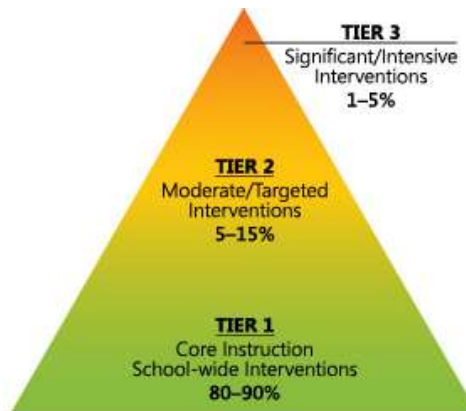 TIER 3
Significant/Intensive
Interventions
1–5%
TIER 2
Moderate/Targeted
Interventions
5–15%
TIER 1
Core Instruction
School-wide Interventions
80–90%